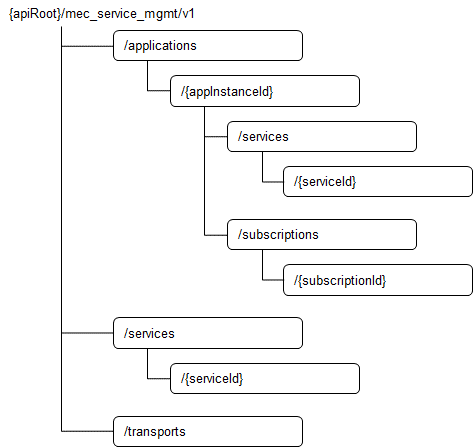 {apiRoot}/mec_service_mgmt/v1
/applications
/{appInstanceId}
/services
/{serviceId}
/subscriptions
/{subscriptionId}
/services
/{serviceId}
/transports